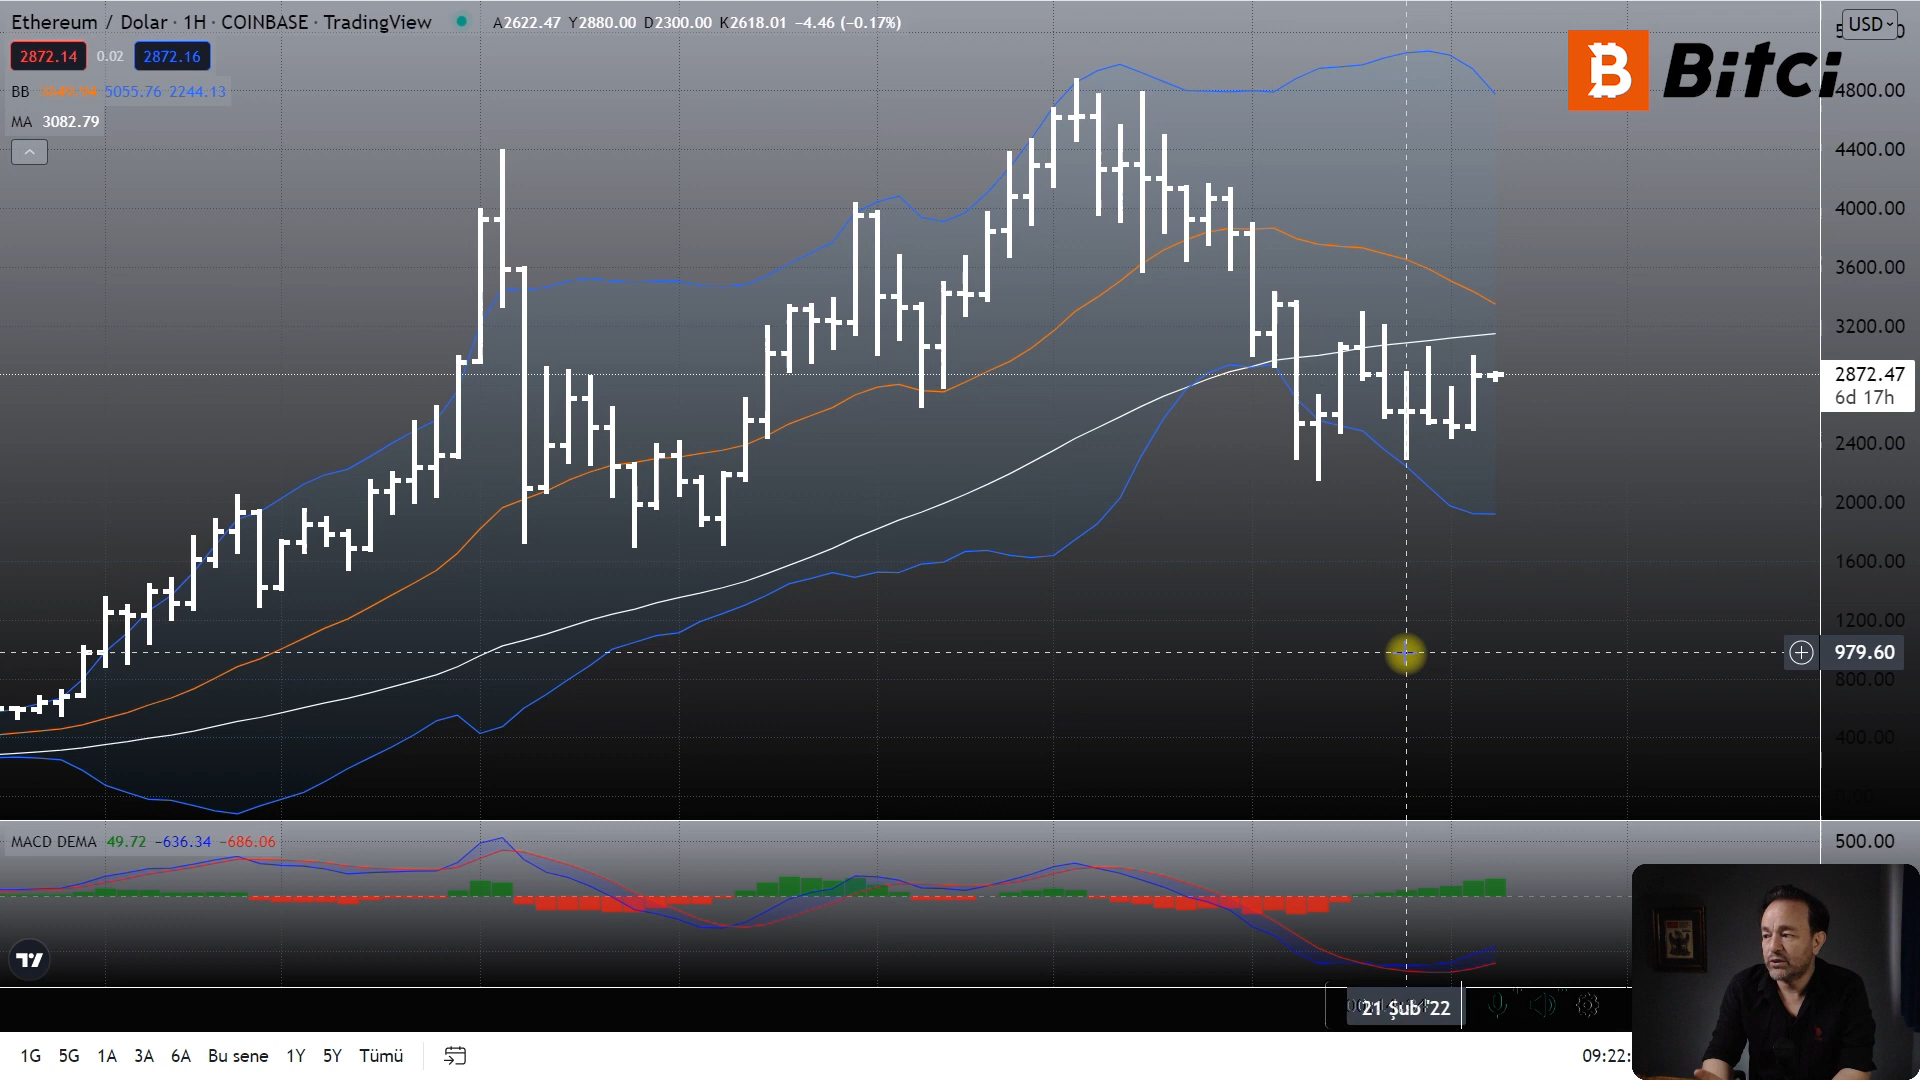 Ethereum / Dolar · 1H · COINBASE · TradingView A2622.47 Y2880.00 D2300.00 K2618.01 −4.46 (−0.17%)
USD
2872.14 0.02 2872.16
BB 5055.76 2244.13
MA 3082.79
Bitci
4800.00
4400.00
4000.00
3600.00
3200.00
2872.47
6d 17h
2400.00
2000.00
1600.00
1200.00
979.60
800.00
400.00
0.00
MACD DEMA 49.72 −636.34 −686.06
500.00
21 Şub '22
1G 5G 1A 3A 6A Bu sene 1Y 5Y Tümü
09:22: